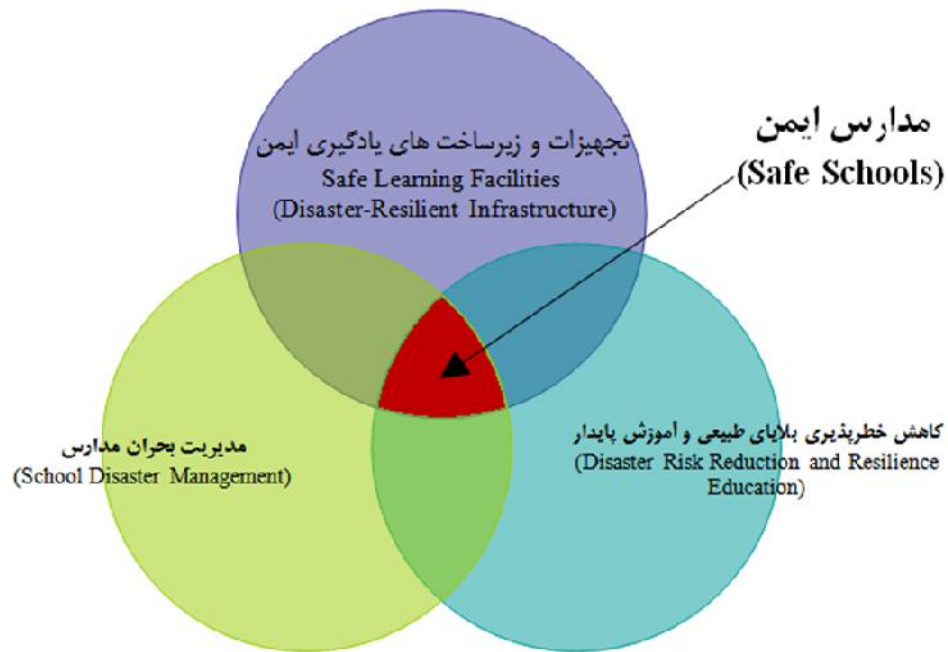 تجهیزات و زیرساخت های یادگیری ایمن
Safe Learning Facilities
(Disaster-Resilient Infrastructure)
مدارس ایمن
(Safe Schools)
مدیریت بحران مدارس
(School Disaster Management)
کاهش خطرپذیری بلایای طبیعی و آموزش پایدار
(Disaster Risk Reduction and Resilience
Education)